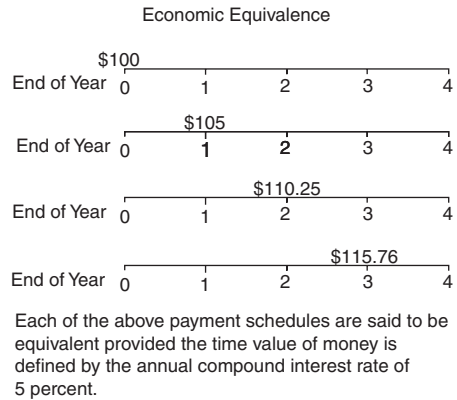 Economic Equivalence
$100
End of Year 0 1 2 3 4
$105
End of Year 0 1 2 3 4
$110.25
End of Year 0 1 2 3 4
$115.76
End of Year 0 1 2 3 4
Each of the above payment schedules are said to be
equivalent provided the time value of money is
defined by the annual compound interest rate of
5 percent.